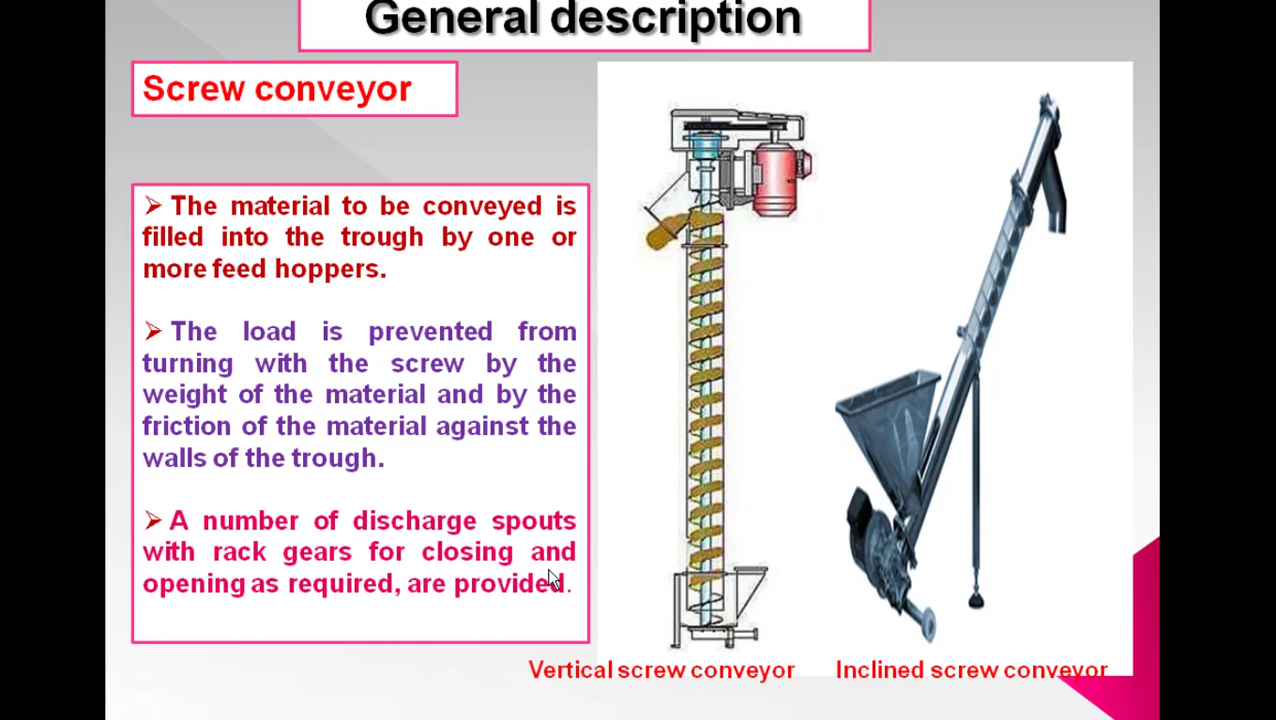 General description
Screw conveyor
➢ The material to be conveyed is
filled into the trough by one or
more feed hoppers.
➢ The load is prevented from
turning with the screw by the
weight of the material and by the
friction of the material against the
walls of the trough.
➢ A number of discharge spouts
with rack gears for closing and
opening as required, are provided.
Vertical screw conveyor
Inclined screw conveyor